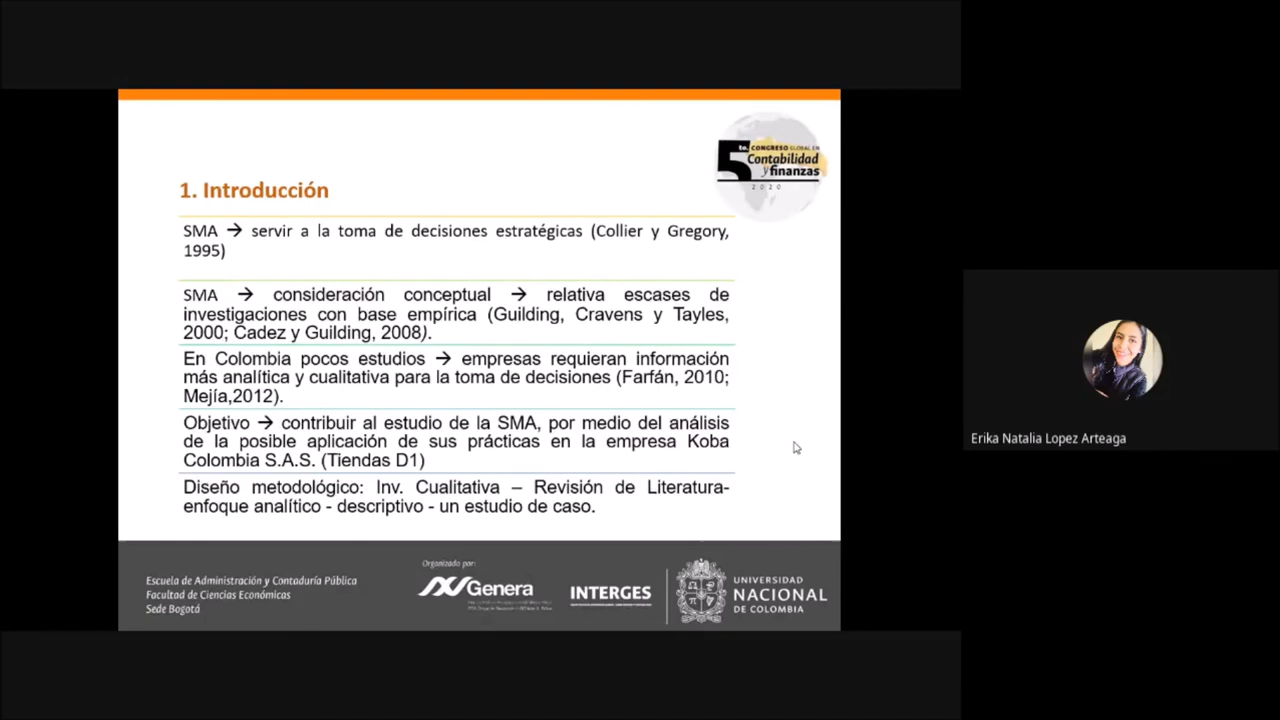 5to. CONGRESO GLOBAL EN
Contabilidad
y finanzas
2020
1. Introducción
SMA → servir a la toma de decisiones estratégicas (Collier y Gregory,
1995)
SMA → consideración conceptual → relativa escases de
investigaciones con base empírica (Guilding, Cravens y Tayles,
2000; Cadez y Guilding, 2008).
En Colombia pocos estudios → empresas requieran información
más analítica y cualitativa para la toma de decisiones (Farfán, 2010;
Mejía,2012).
Objetivo → contribuir al estudio de la SMA, por medio del análisis
de la posible aplicación de sus prácticas en la empresa Koba
Colombia S.A.S. (Tiendas D1)
Diseño metodológico: Inv. Cualitativa – Revisión de Literatura-
enfoque analítico - descriptivo - un estudio de caso.
Escuela de Administración y Contaduría Pública
Facultad de Ciencias Económicas
Sede Bogotá
Organizado por:
Genera
INTERGES
UNIVERSIDAD
NACIONAL
DE COLOMBIA
Erika Natalia Lopez Arteaga